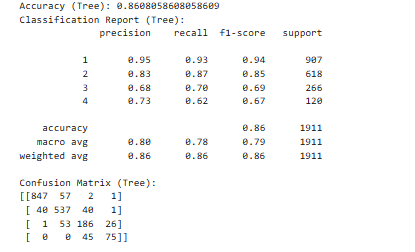 Accuracy (Tree): 0.8608058608058609
Classification Report (Tree):
precision recall f1-score support
1 0.95 0.93 0.94 907
2 0.83 0.87 0.85 618
3 0.68 0.70 0.69 266
4 0.73 0.62 0.67 120
accuracy 0.86 1911
macro avg 0.80 0.78 0.79 1911
weighted avg 0.86 0.86 0.86 1911
Confusion Matrix (Tree):
[[847 57 2 1]
[ 40 537 40 1]
[ 1 53 186 26]
[ 0 0 45 75]]